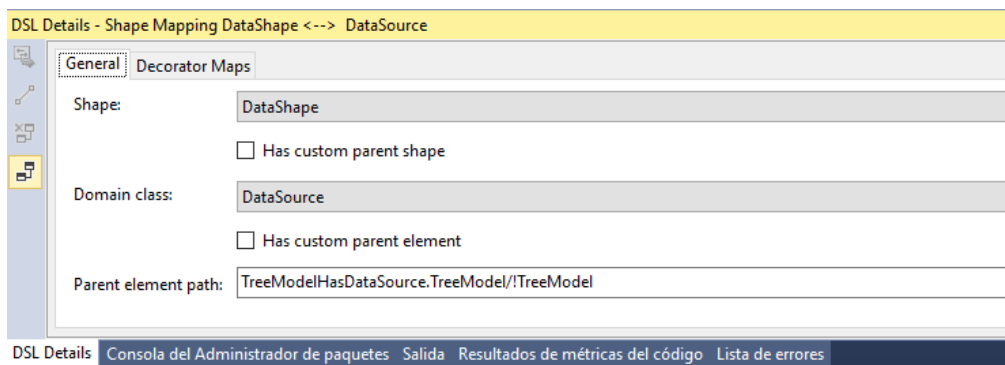 DSL Details - Shape Mapping DataShape <--> DataSource
General Decorator Maps
Shape: DataShape
Has custom parent shape
Domain class: DataSource
Has custom parent element
Parent element path: TreeModelHasDataSource.TreeModel/!TreeModel
DSL Details Consola del Administrador de paquetes Salida Resultados de métricas del código Lista de errores